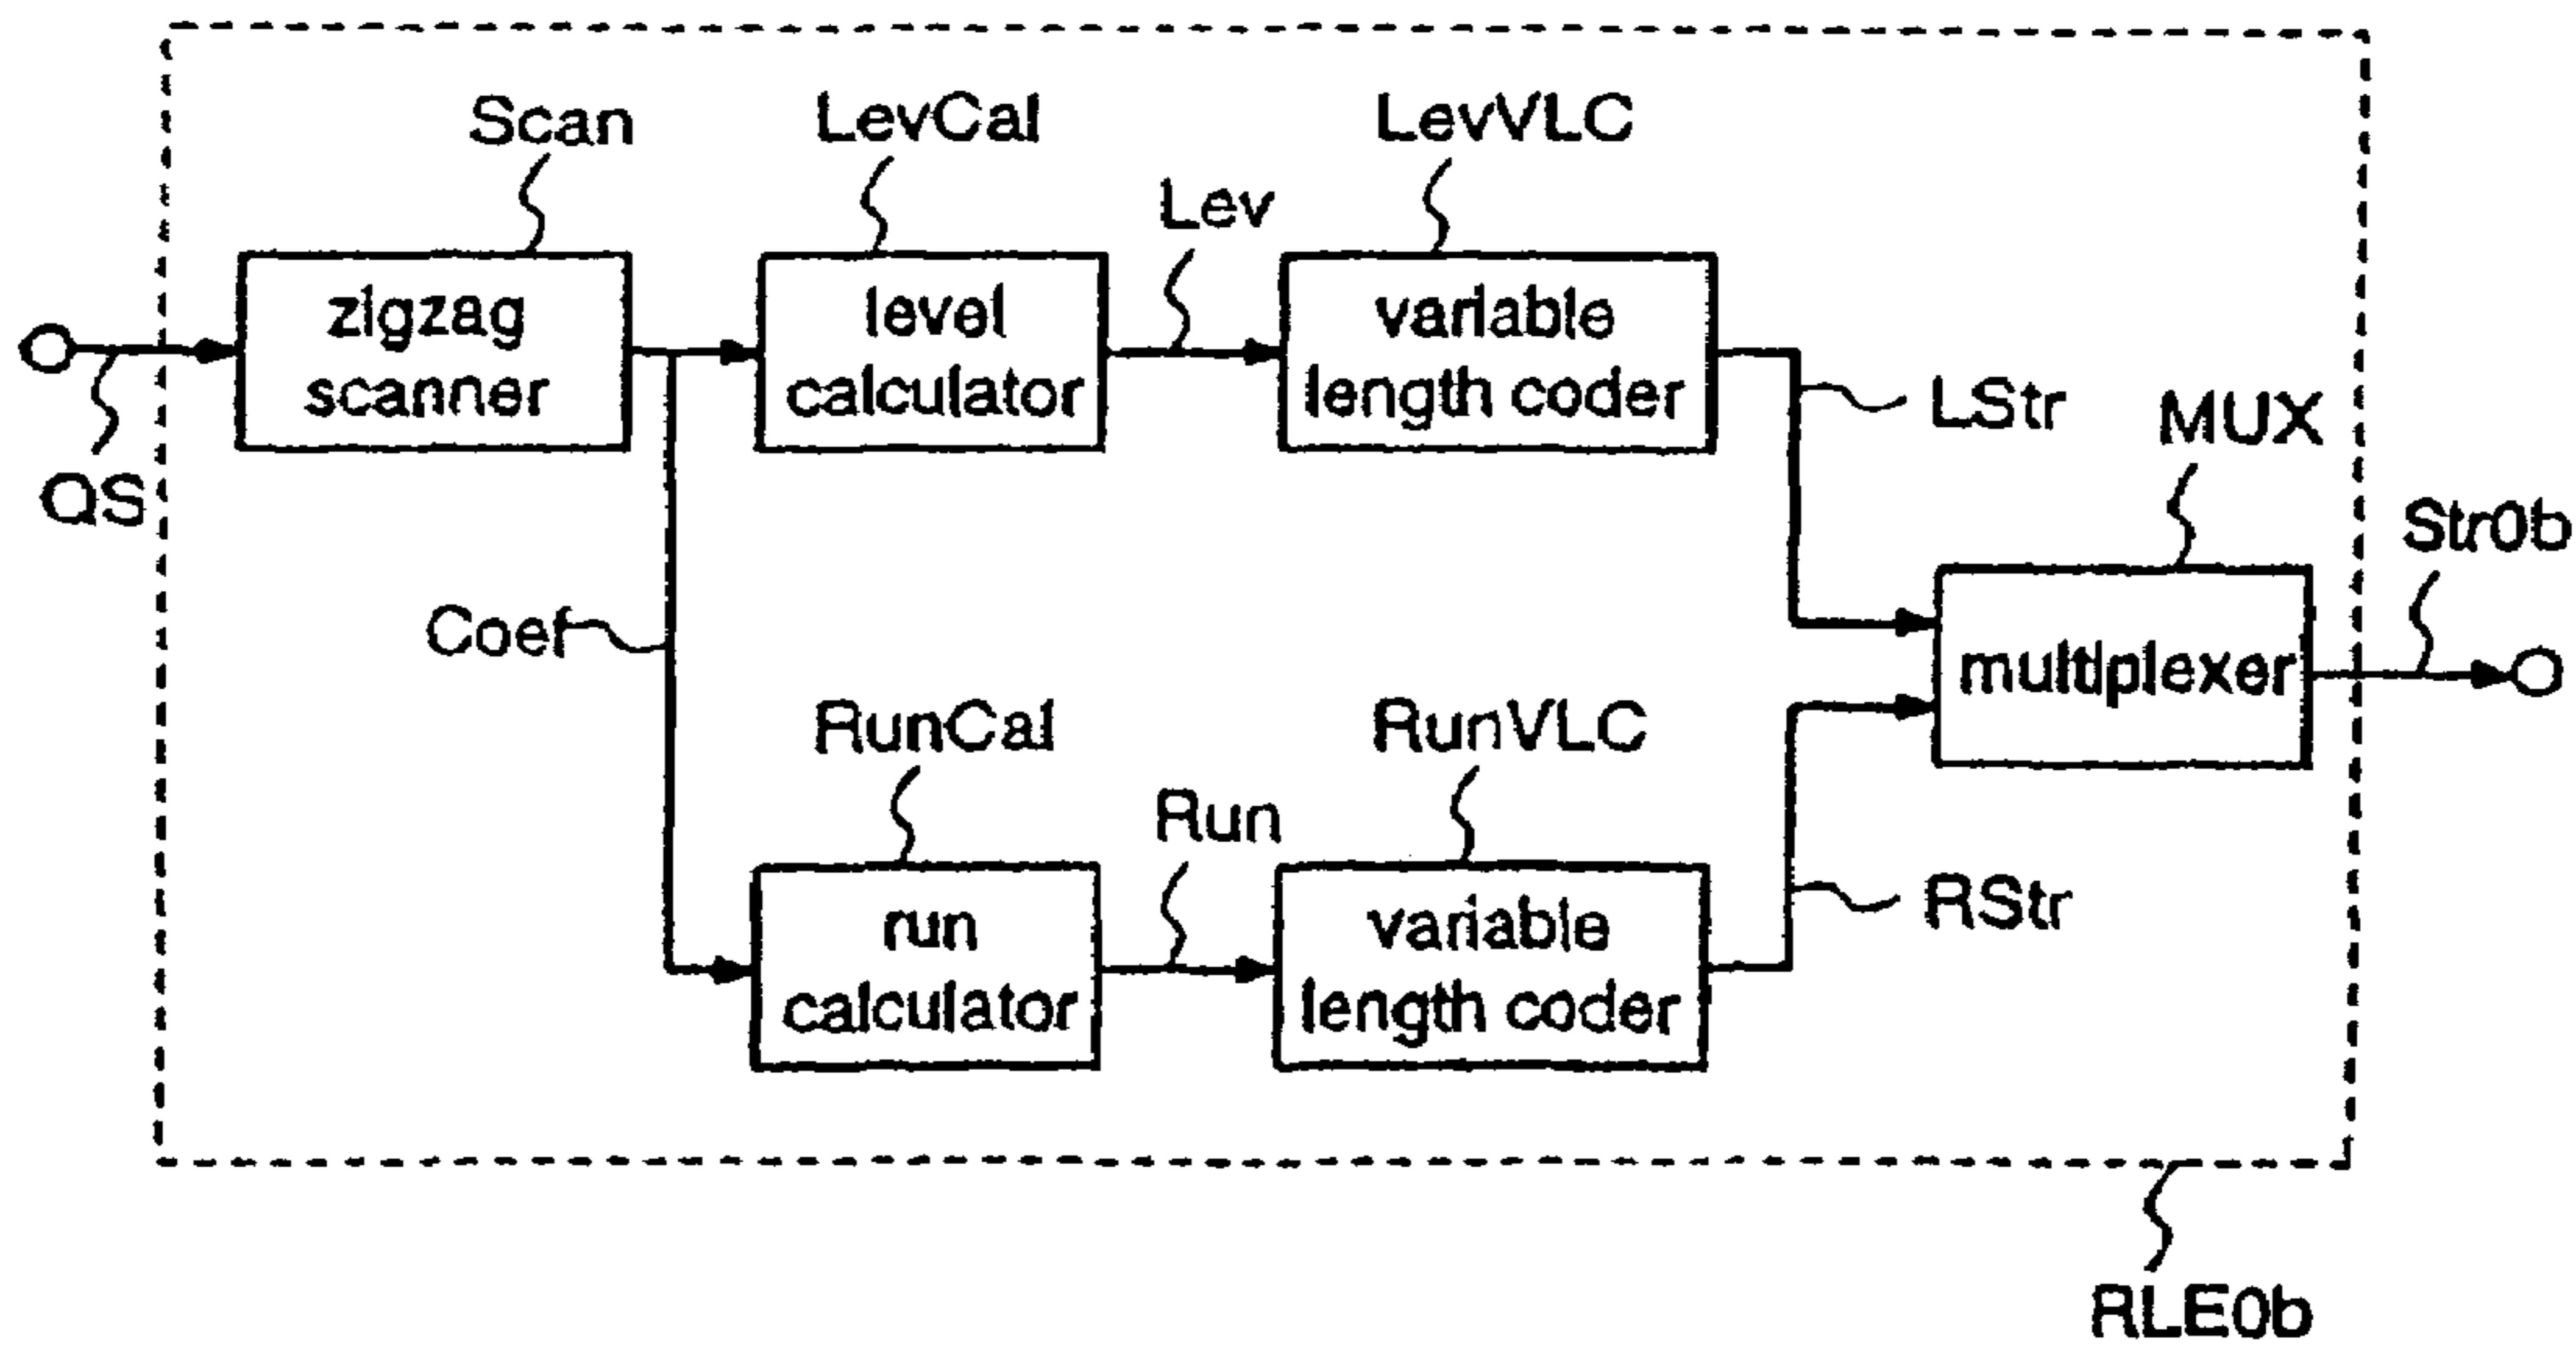 Scan
LevCal
LevVLC
Lev
zigzag
scanner
level
calculator
variable
length coder
LStr
MUX
QS
Str0b
Coef
multiplexer
RunCal
RunVLC
Run
run
calculator
variable
length coder
RStr
RLE0b